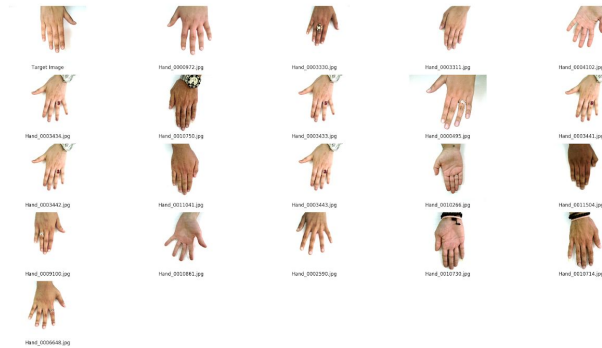 Target Image
Hand_0000972.jpg
Hand_0003330.jpg
Hand_0003311.jpg
Hand_0004102.jpg
Hand_0003434.jpg
Hand_0010750.jpg
Hand_0003433.jpg
Hand_0008495.jpg
Hand_0003441.jpg
Hand_0003442.jpg
Hand_0011041.jpg
Hand_0003443.jpg
Hand_0010266.jpg
Hand_0011504.jpg
Hand_0009100.jpg
Hand_0010861.jpg
Hand_0002590.jpg
Hand_0010730.jpg
Hand_0010714.jpg
Hand_0006648.jpg